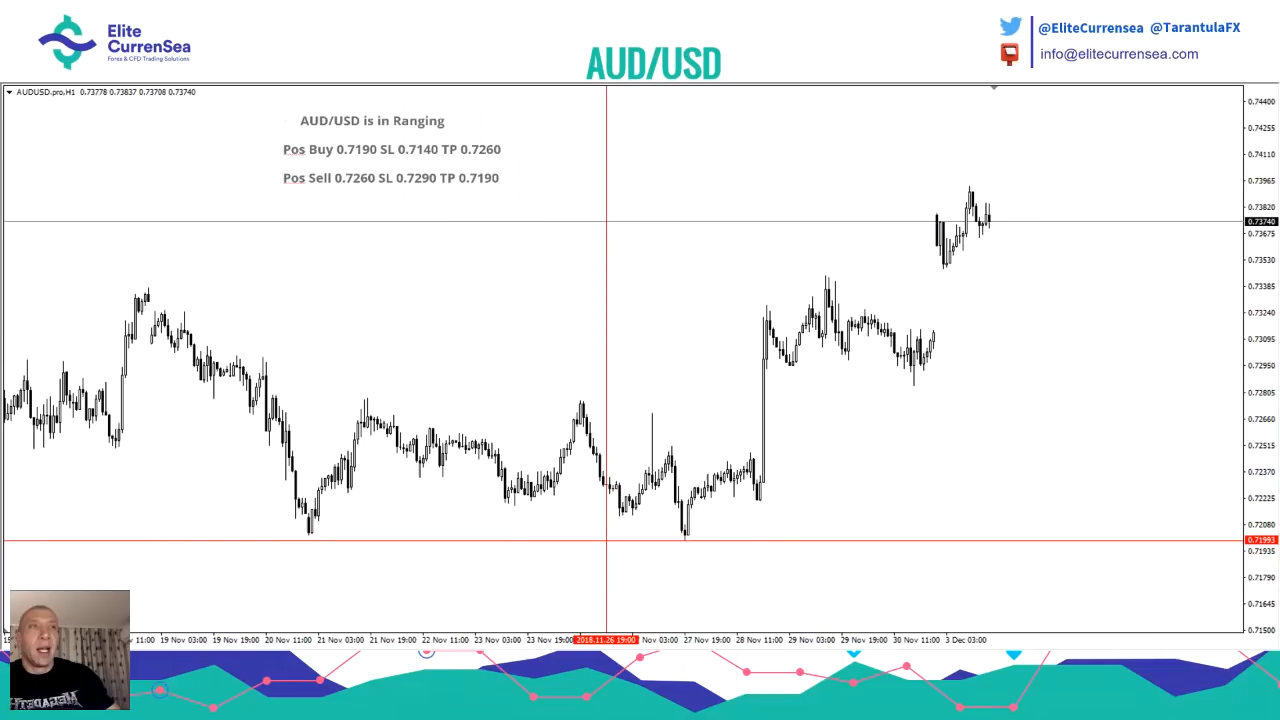 Elite
CurrenSea
Forex & CFD Trading Solutions
@EliteCurrensea @TarantulaFX
info@elitecurrensea.com
AUD/USD
AUDUSD.pro,H1 0.73778 0.73837 0.73708 0.73740
AUD/USD is in Ranging
Pos Buy 0.7190 SL 0.7140 TP 0.7260
Pos Sell 0.7260 SL 0.7290 TP 0.7190
0.74400
0.74255
0.74110
0.73965
0.73820
0.73740
0.73675
0.73530
0.73385
0.73240
0.73095
0.72950
0.72805
0.72660
0.72515
0.72370
0.72225
0.72080
0.71993
0.71935
0.71790
0.71645
0.71500
11:00 19 Nov 03:00 19 Nov 19:00 20 Nov 11:00 21 Nov 03:00 21 Nov 19:00 22 Nov 11:00 23 Nov 03:00 23 Nov 19:00 2018.11.26 19:00 Nov 03:00 27 Nov 19:00 28 Nov 11:00 29 Nov 03:00 29 Nov 19:00 30 Nov 11:00 3 Dec 03:00
MEGADETH